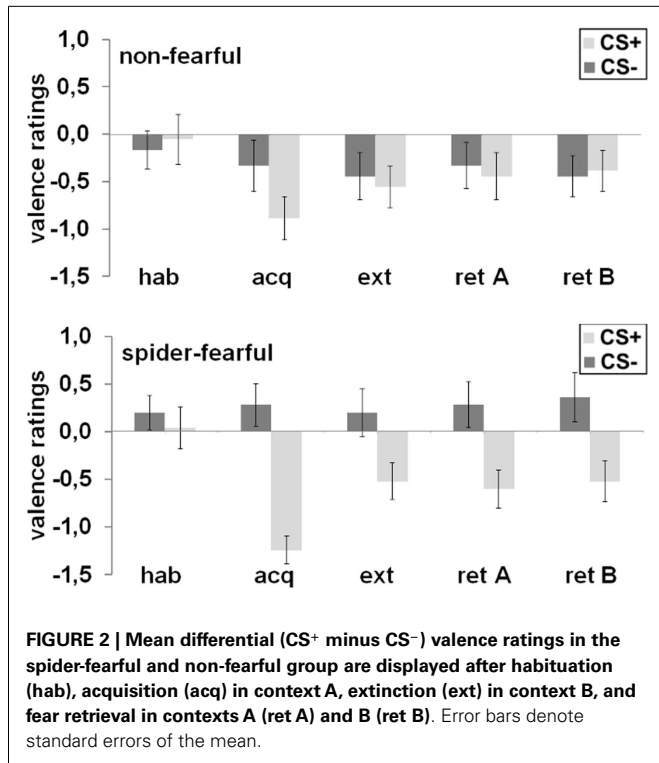 1,0
non-fearful
CS+
CS-
0,5
0,0
-0,5
-1,0
-1,5
valence ratings
hab acq ext ret A ret B
1,0
spider-fearful
CS+
CS-
0,5
0,0
-0,5
-1,0
-1,5
valence ratings
hab acq ext ret A ret B
FIGURE 2 | Mean differential (CS⁺ minus CS⁻) valence ratings in the
spider-fearful and non-fearful group are displayed after habituation
(hab), acquisition (acq) in context A, extinction (ext) in context B, and
fear retrieval in contexts A (ret A) and B (ret B). Error bars denote
standard errors of the mean.